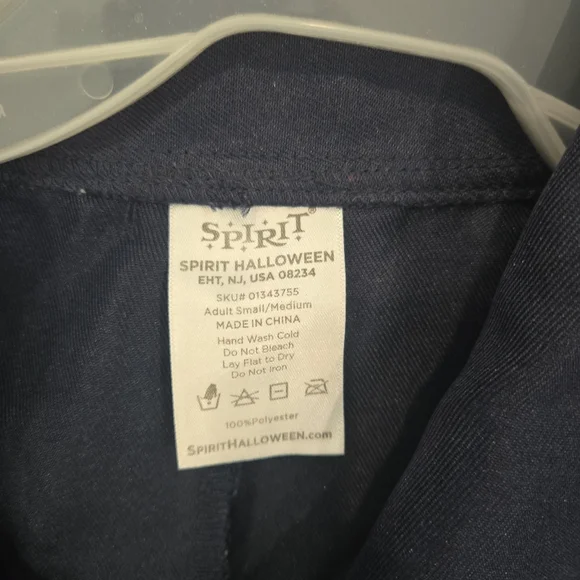 SPIRIT®
SPIRIT HALLOWEEN
EHT, NJ, USA 08234
SKU# 01343755
Adult Small/Medium
MADE IN CHINA
Hand Wash Cold
Do Not Bleach
Lay Flat to Dry
Do Not Iron
100%Polyester
SPIRITHALLOWEEN.com